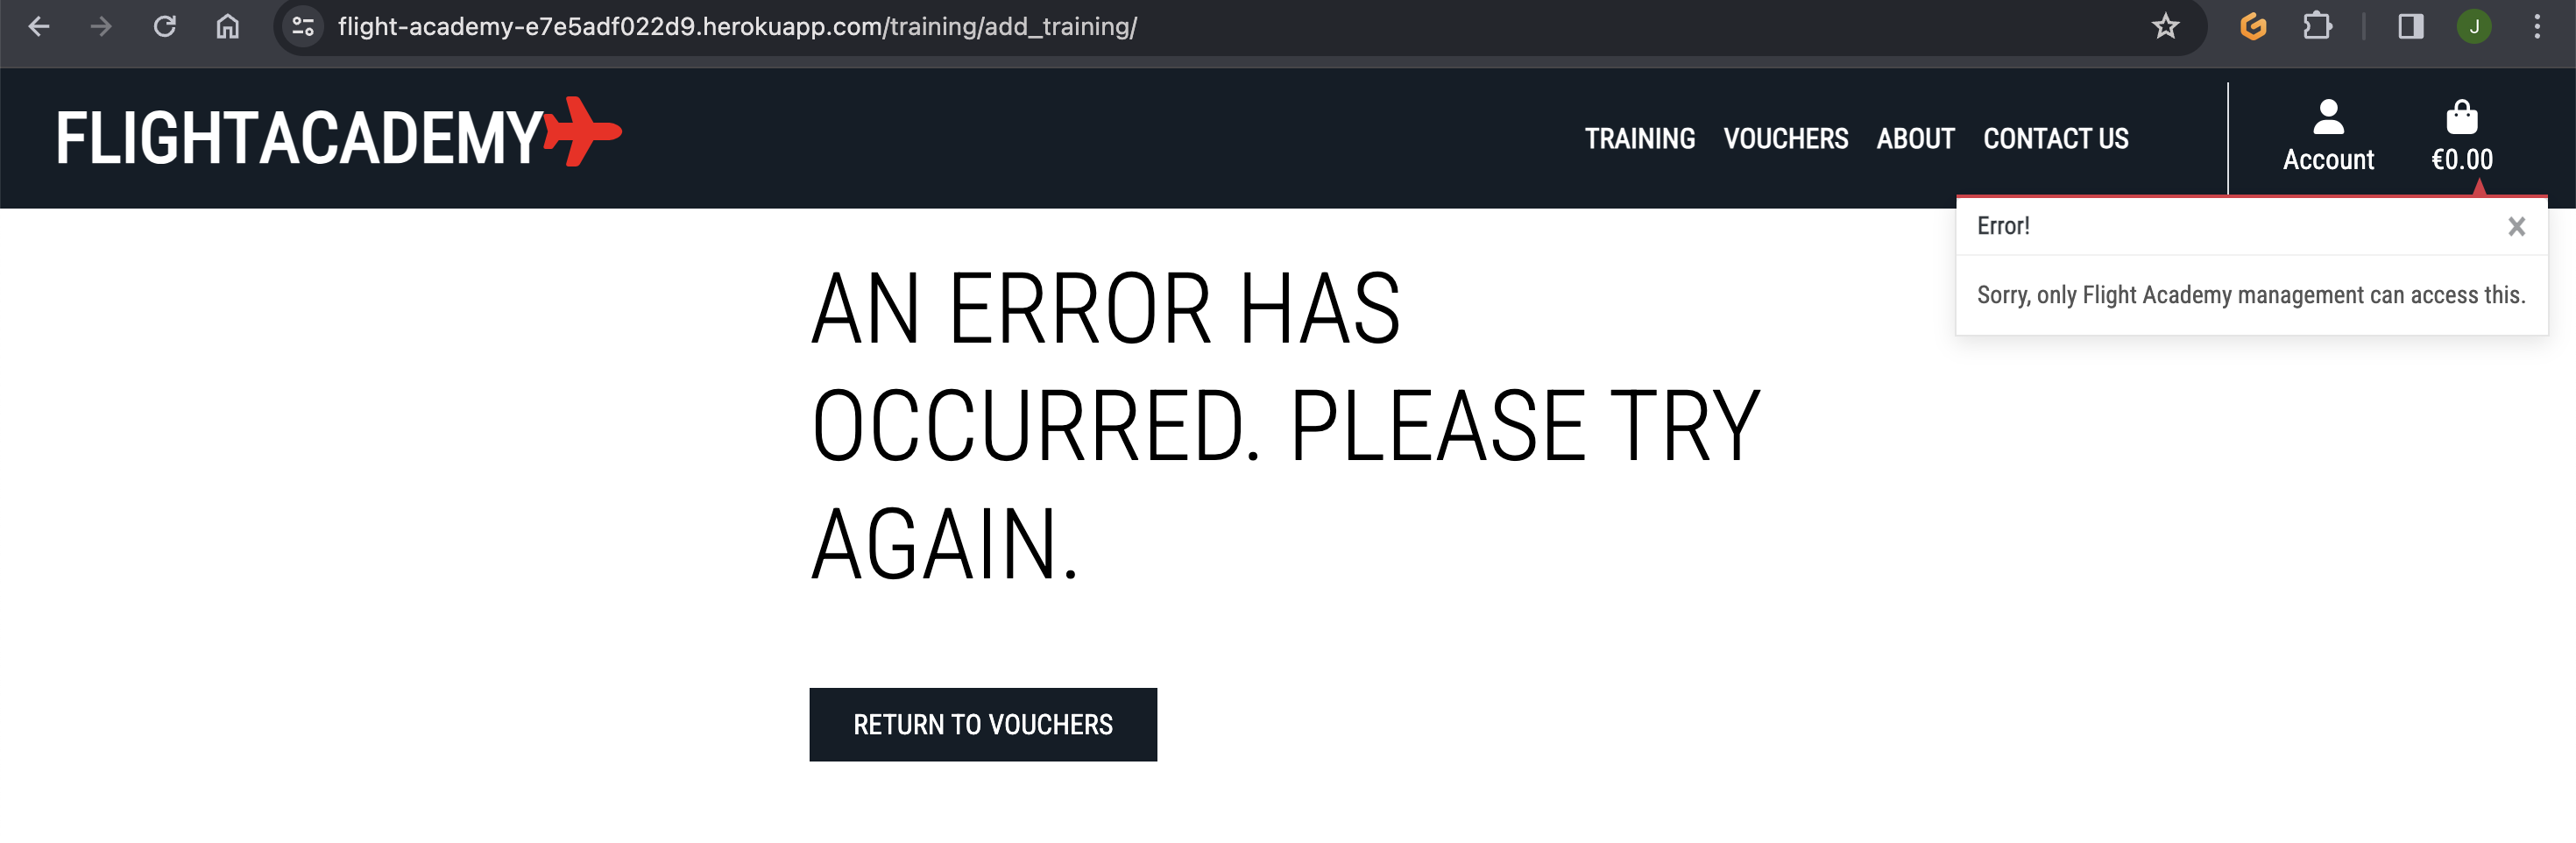 flight-academy-e7e5adf022d9.herokuapp.com/training/add_training/
J
FLIGHTACADEMY
TRAINING VOUCHERS ABOUT CONTACT US
Account
€0.00
Error!
Sorry, only Flight Academy management can access this.
AN ERROR HAS
OCCURRED. PLEASE TRY
AGAIN.
RETURN TO VOUCHERS